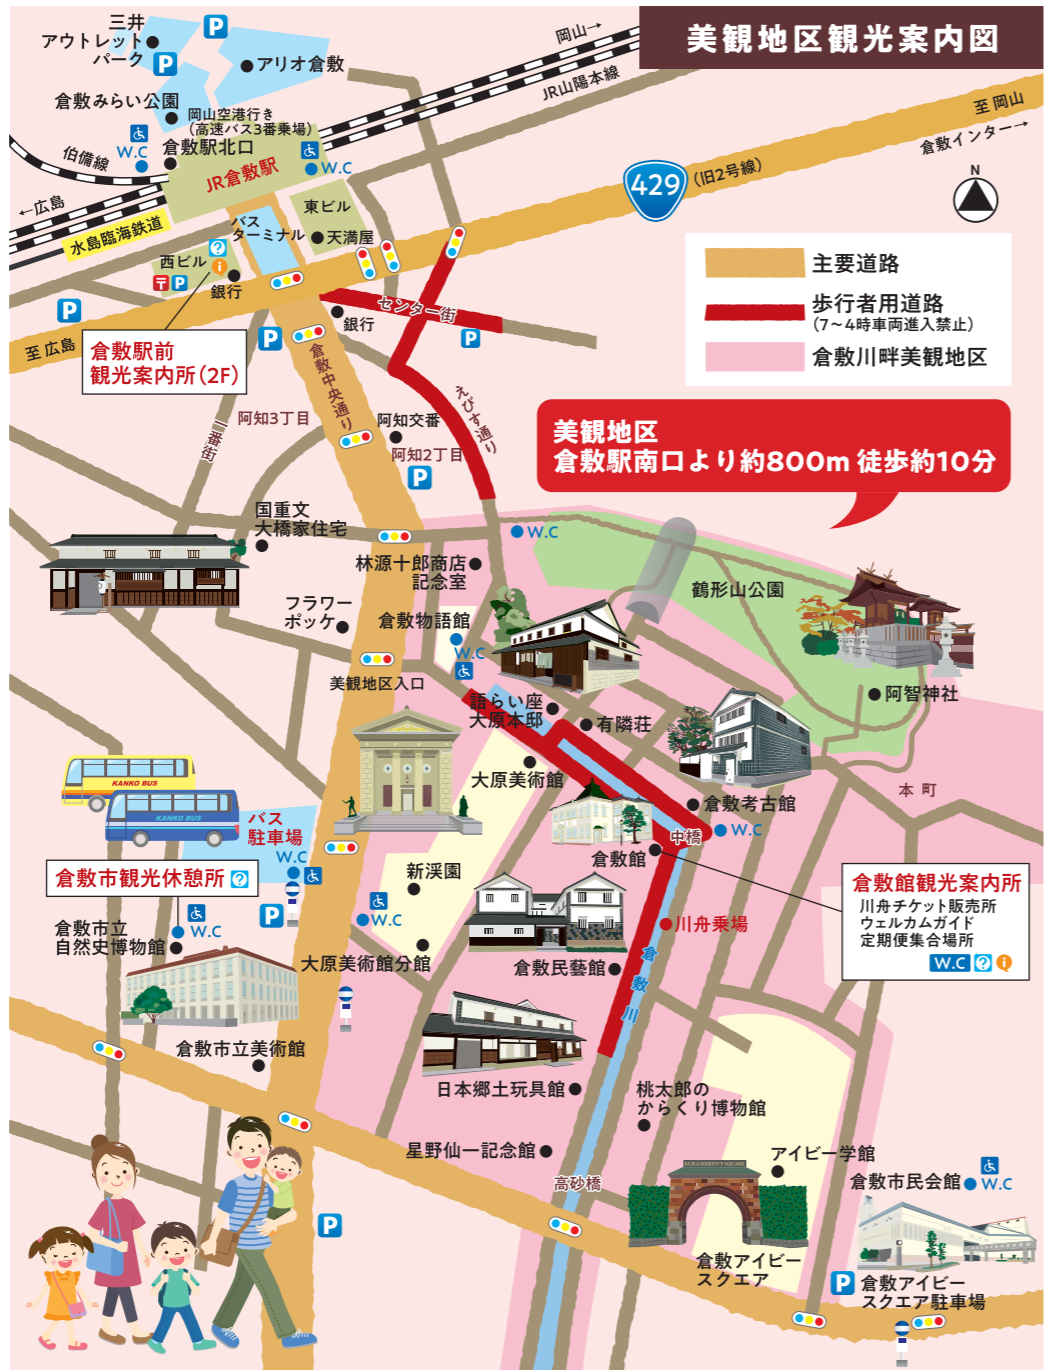 美観地区観光案内図
三井
アウトレット
パーク
P
P
アリオ倉敷
倉敷みらい公園
岡山空港行き
(高速バス3番乗場)
W.C
倉敷駅北口
伯備線
JR倉敷駅
W.C
岡山→
JR山陽本線
至 岡山
倉敷インター→
429
(旧2号線)
N
←広島
水島臨海鉄道
バス
ターミナル
東ビル
天満屋
西ビル
?
i
〒
P
銀行
P
至 広島
倉敷駅前
観光案内所(2F)
P
銀行
センター街
P
主要道路
歩行者用道路
(7〜4時車両進入禁止)
倉敷川畔美観地区
倉敷中央通り
えびす通り
一番街
阿知3丁目
阿知交番
阿知2丁目
P
美観地区
倉敷駅南口より約800m 徒歩約10分
国重文
大橋家住宅
W.C
林源十郎商店
記念室
鶴形山公園
フラワー
ポッケ
倉敷物語館
W.C
美観地区入口
語らい座
大原本邸
有隣荘
阿智神社
大原美術館
本町
KANKO BUS
KANKO BUS
バス
駐車場
W.C
倉敷考古館
W.C
中橋
倉敷館
倉敷市観光休憩所 ?
新渓園
P
W.C
W.C
倉敷市立
自然史博物館
大原美術館分館
倉敷館観光案内所
川舟チケット販売所
ウェルカムガイド
定期便集合場所
W.C ? i
川舟乗場
倉敷川
倉敷民藝館
倉敷市立美術館
日本郷土玩具館
桃太郎の
からくり博物館
星野仙一記念館
高砂橋
アイビー学館
倉敷市民会館
W.C
P
KURASHIKI IVY SQUARE
倉敷アイビー
スクエア
P
倉敷アイビー
スクエア駐車場